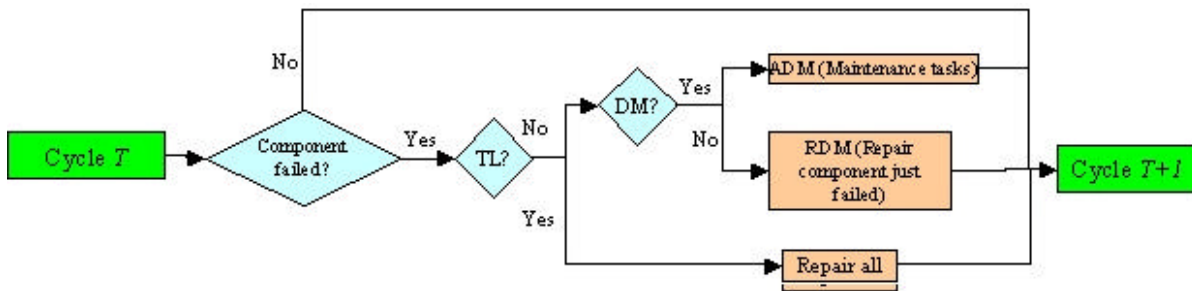 No
ADM (Maintenance tasks)
Yes
DM?
No
Yes
TL?
No
RDM (Repair
component just
failed)
Component
failed?
Cycle T
Cycle T+1
Yes
Repair all